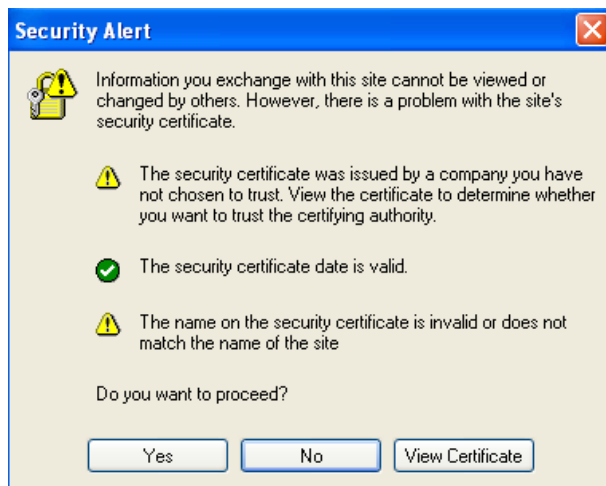 Security Alert
Information you exchange with this site cannot be viewed or
changed by others. However, there is a problem with the site's
security certificate.
The security certificate was issued by a company you have
not chosen to trust. View the certificate to determine whether
you want to trust the certifying authority.
The security certificate date is valid.
The name on the security certificate is invalid or does not
match the name of the site
Do you want to proceed?
Yes No View Certificate